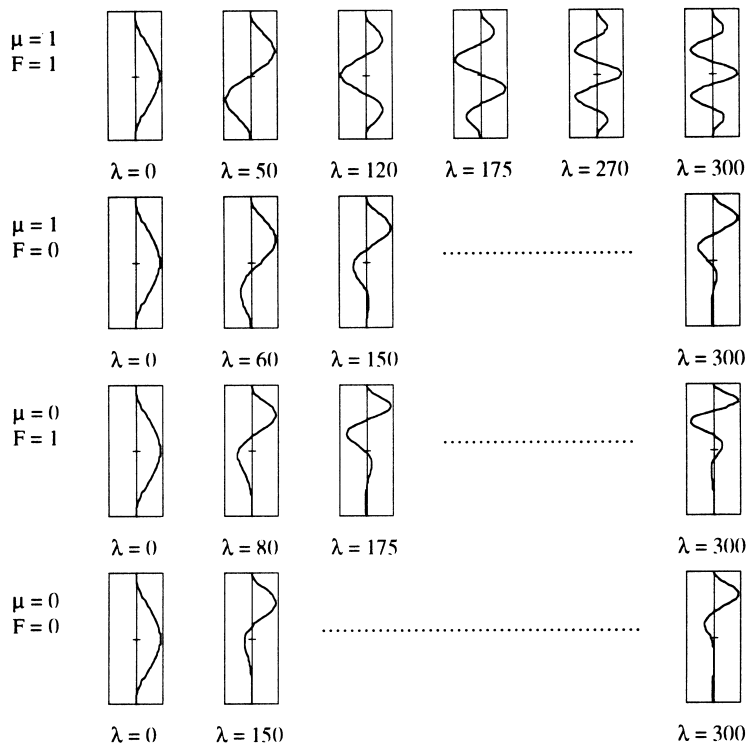 μ = 1
F = 1
λ = 0 λ = 50 λ = 120 λ = 175 λ = 270 λ = 300
μ = 1
F = 0
λ = 0 λ = 60 λ = 150 λ = 300
μ = 0
F = 1
λ = 0 λ = 80 λ = 175 λ = 300
μ = 0
F = 0
λ = 0 λ = 150 λ = 300